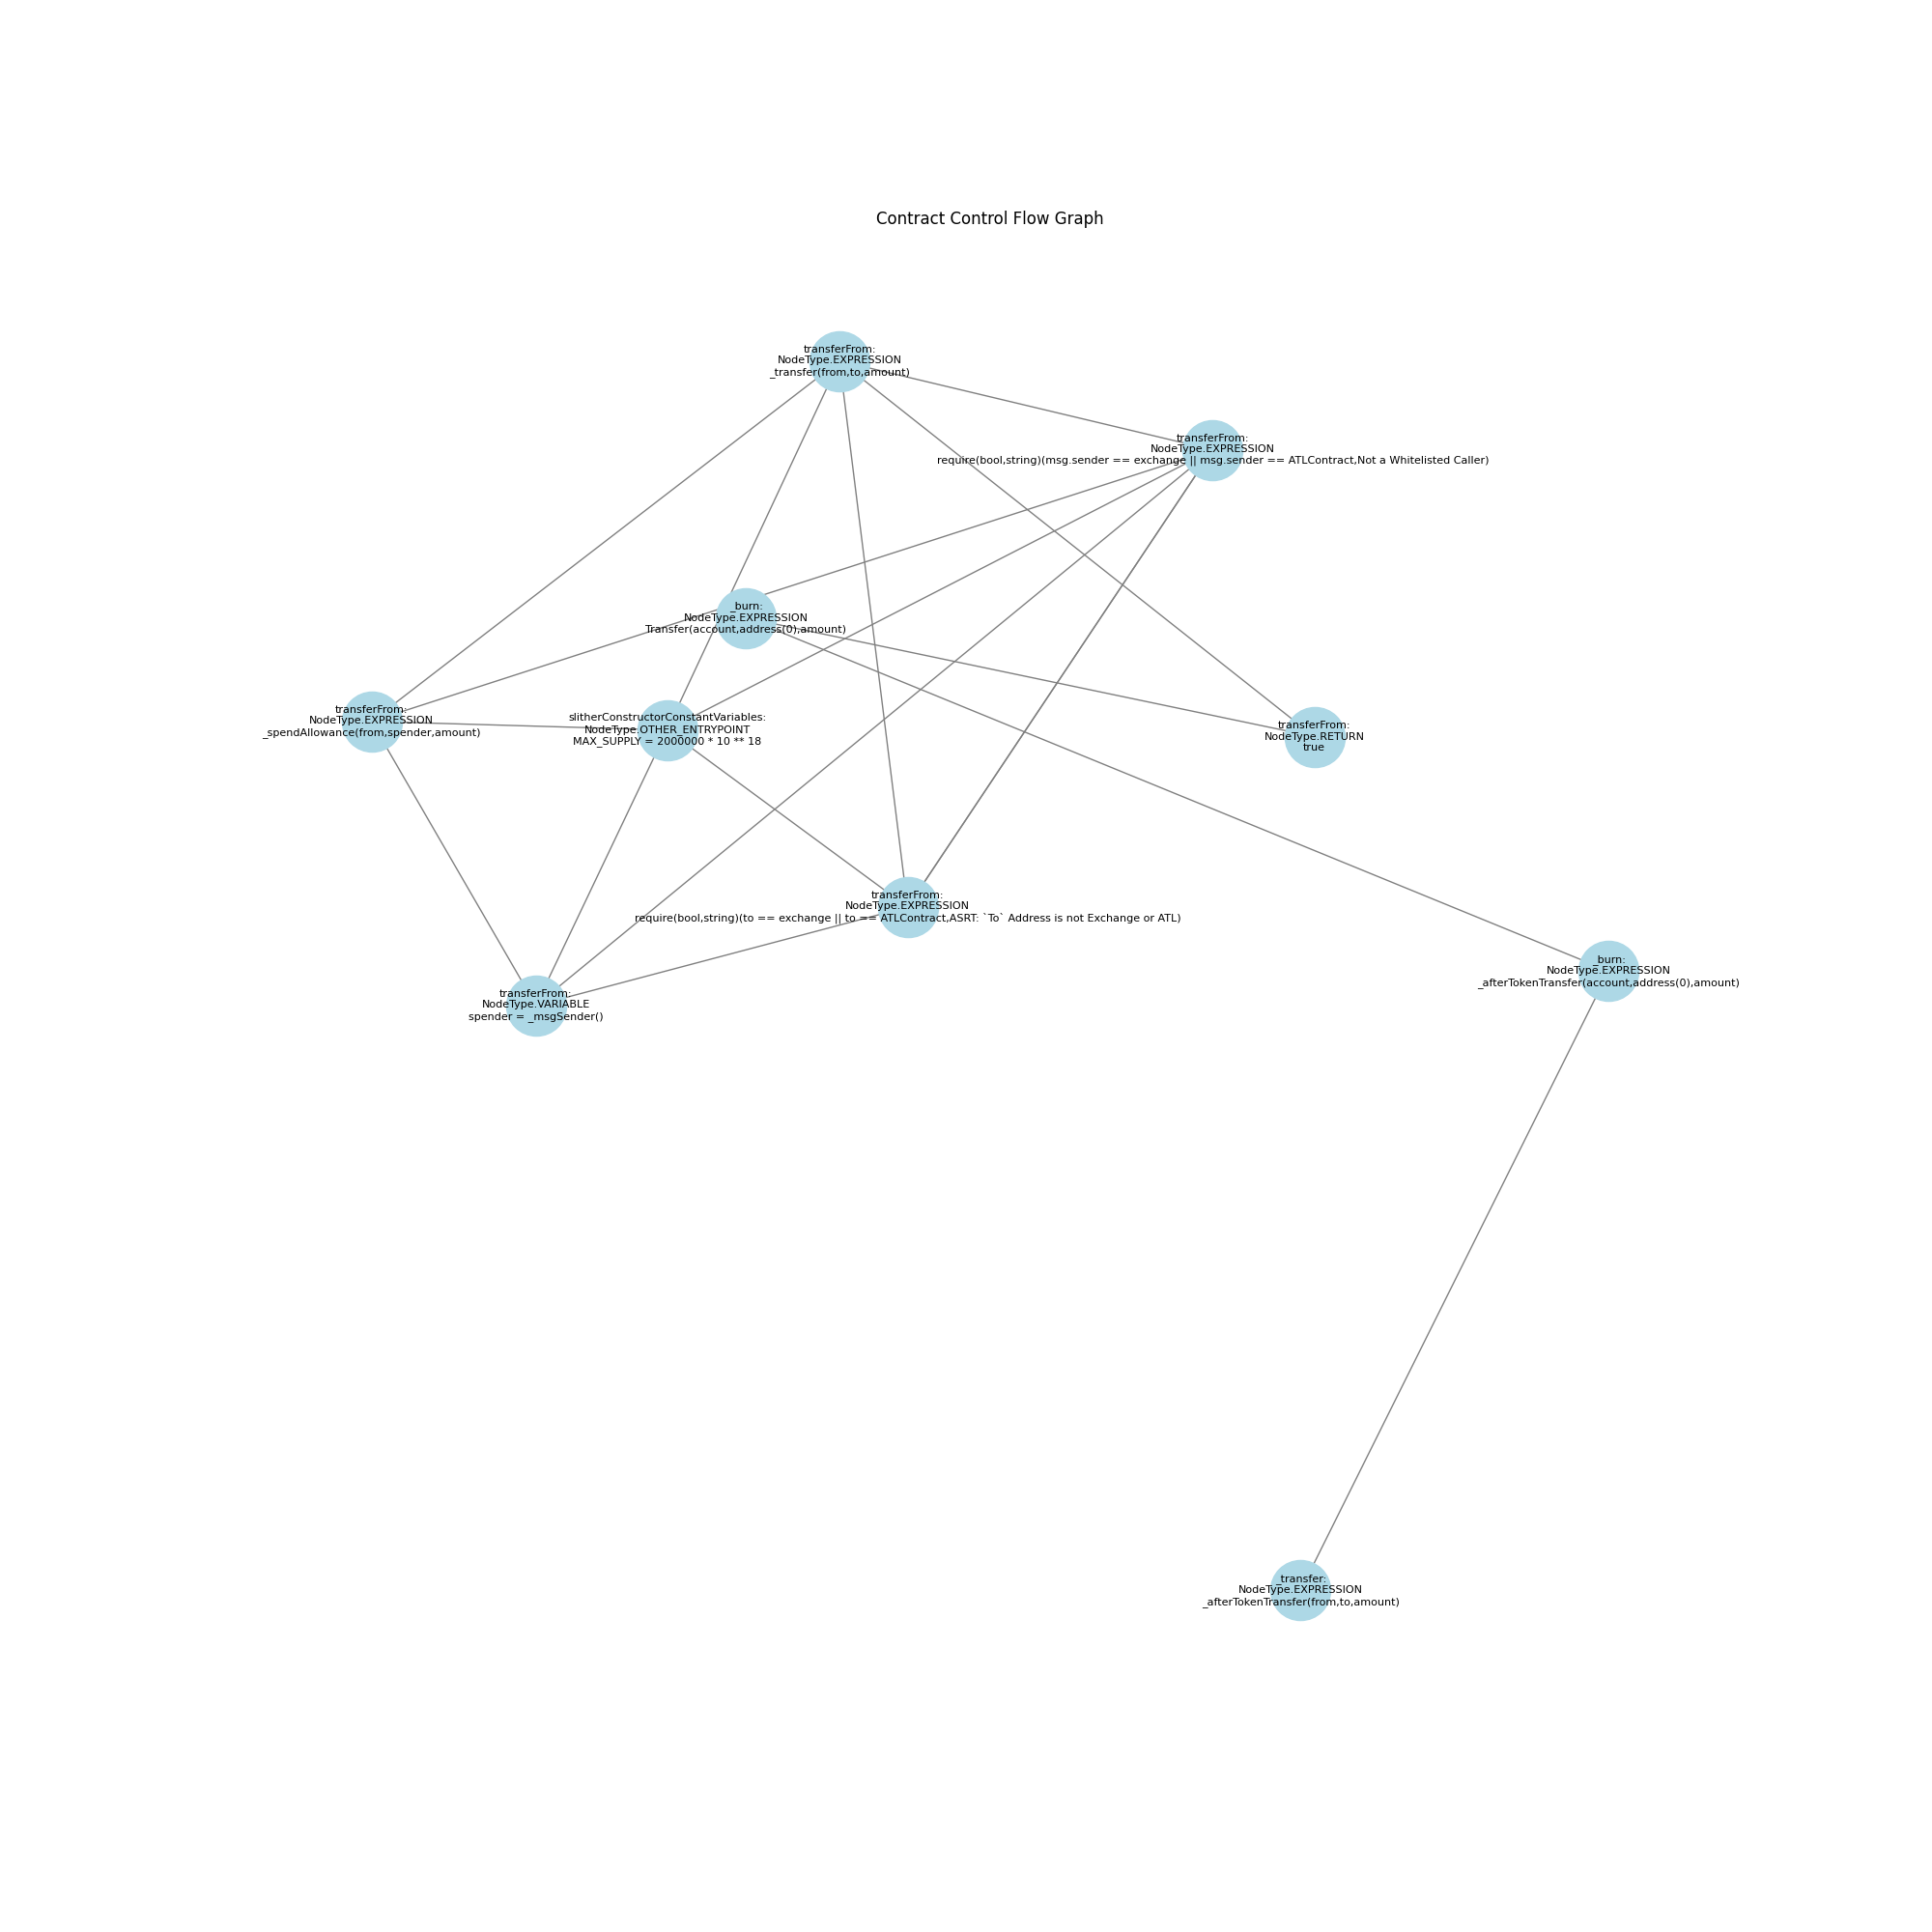 Contract Control Flow Graph
transferFrom:
NodeType.EXPRESSION
_transfer(from,to,amount)
transferFrom:
NodeType.EXPRESSION
require(bool,string)(msg.sender == exchange || msg.sender == ATLContract,Not a Whitelisted Caller)
_burn:
NodeType.EXPRESSION
Transfer(account,address(0),amount)
transferFrom:
NodeType.EXPRESSION
_spendAllowance(from,spender,amount)
slitherConstructorConstantVariables:
NodeType.OTHER_ENTRYPOINT
MAX_SUPPLY = 2000000 * 10 ** 18
transferFrom:
NodeType.RETURN
true
transferFrom:
NodeType.EXPRESSION
require(bool,string)(to == exchange || to == ATLContract,ASRT: `To` Address is not Exchange or ATL)
_burn:
NodeType.EXPRESSION
_afterTokenTransfer(account,address(0),amount)
transferFrom:
NodeType.VARIABLE
spender = _msgSender()
_transfer:
NodeType.EXPRESSION
_afterTokenTransfer(from,to,amount)